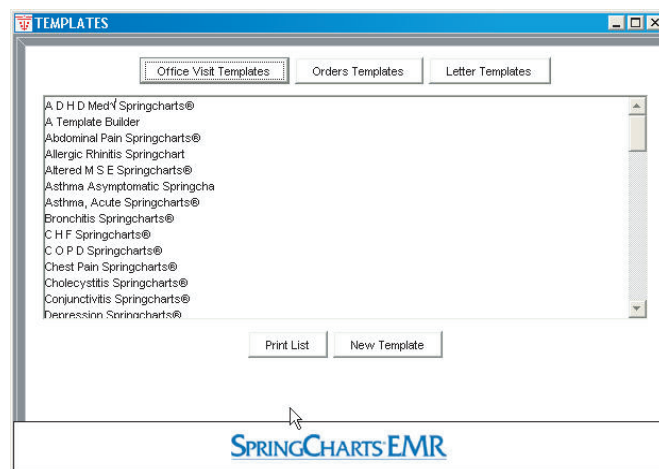 TEMPLATES
Office Visit Templates Orders Templates Letter Templates
A D H D Med√ Springcharts®
A Template Builder
Abdominal Pain Springcharts®
Allergic Rhinitis Springchart
Altered M S E Springcharts®
Asthma Asymptomatic Springcha
Asthma, Acute Springcharts®
Bronchitis Springcharts®
C H F Springcharts®
C O P D Springcharts®
Chest Pain Springcharts®
Cholecystitis Springcharts®
Conjunctivitis Springcharts®
Depression Springcharts®
Print List New Template
SPRINGCHARTS EMR